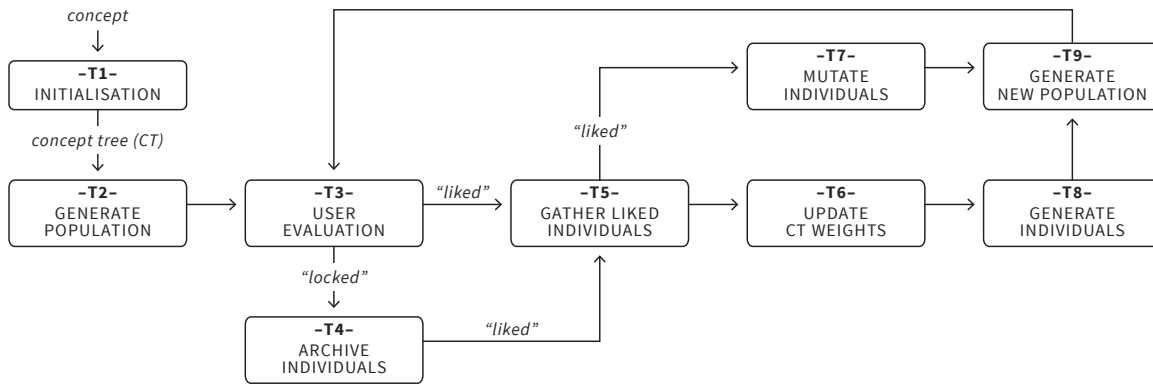 concept
–T1–
INITIALISATION
concept tree (CT)
–T2–
GENERATE
POPULATION
–T3–
USER
EVALUATION
“liked”
“locked”
–T4–
ARCHIVE
INDIVIDUALS
“liked”
–T5–
GATHER LIKED
INDIVIDUALS
“liked”
–T6–
UPDATE
CT WEIGHTS
–T7–
MUTATE
INDIVIDUALS
–T8–
GENERATE
INDIVIDUALS
–T9–
GENERATE
NEW POPULATION